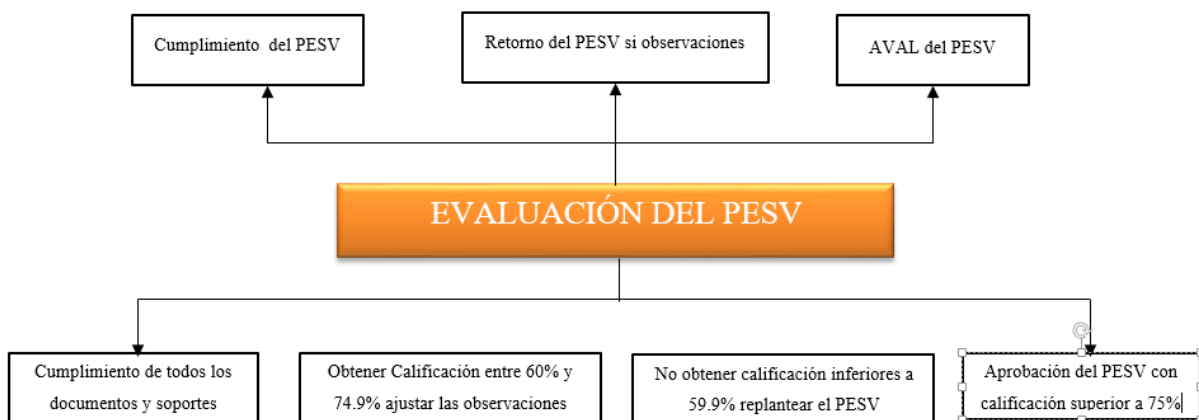 Cumplimiento del PESV
Retorno del PESV si observaciones
AVAL del PESV
EVALUACIÓN DEL PESV
Cumplimiento de todos los
documentos y soportes
Obtener Calificación entre 60% y
74.9% ajustar las observaciones
No obtener calificación inferiores a
59.9% replantear el PESV
Aprobación del PESV con
calificación superior a 75%